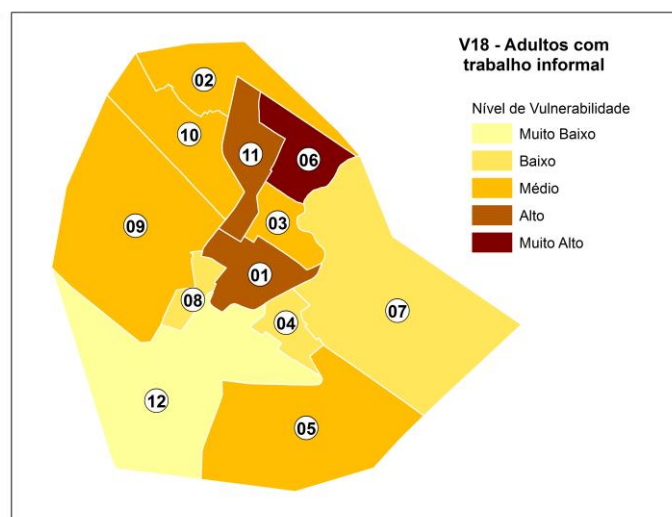 V18 - Adultos com
trabalho informal
Nível de Vulnerabilidade
Muito Baixo
Baixo
Médio
Alto
Muito Alto
02
10
11
06
09
03
01
08
04
07
12
05